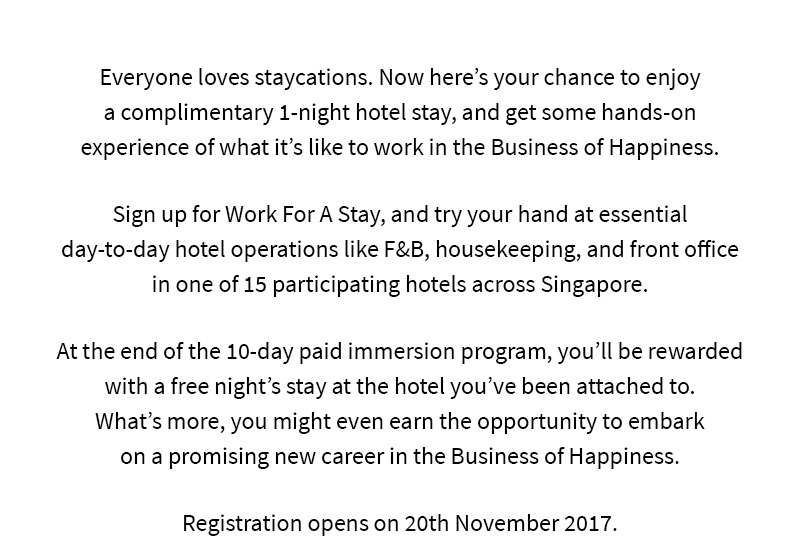 Everyone loves staycations. Now here’s your chance to enjoy
a complimentary 1-night hotel stay, and get some hands-on
experience of what it’s like to work in the Business of Happiness.
Sign up for Work For A Stay, and try your hand at essential
day-to-day hotel operations like F&B, housekeeping, and front office
in one of 15 participating hotels across Singapore.
At the end of the 10-day paid immersion program, you’ll be rewarded
with a free night’s stay at the hotel you’ve been attached to.
What’s more, you might even earn the opportunity to embark
on a promising new career in the Business of Happiness.
Registration opens on 20th November 2017.